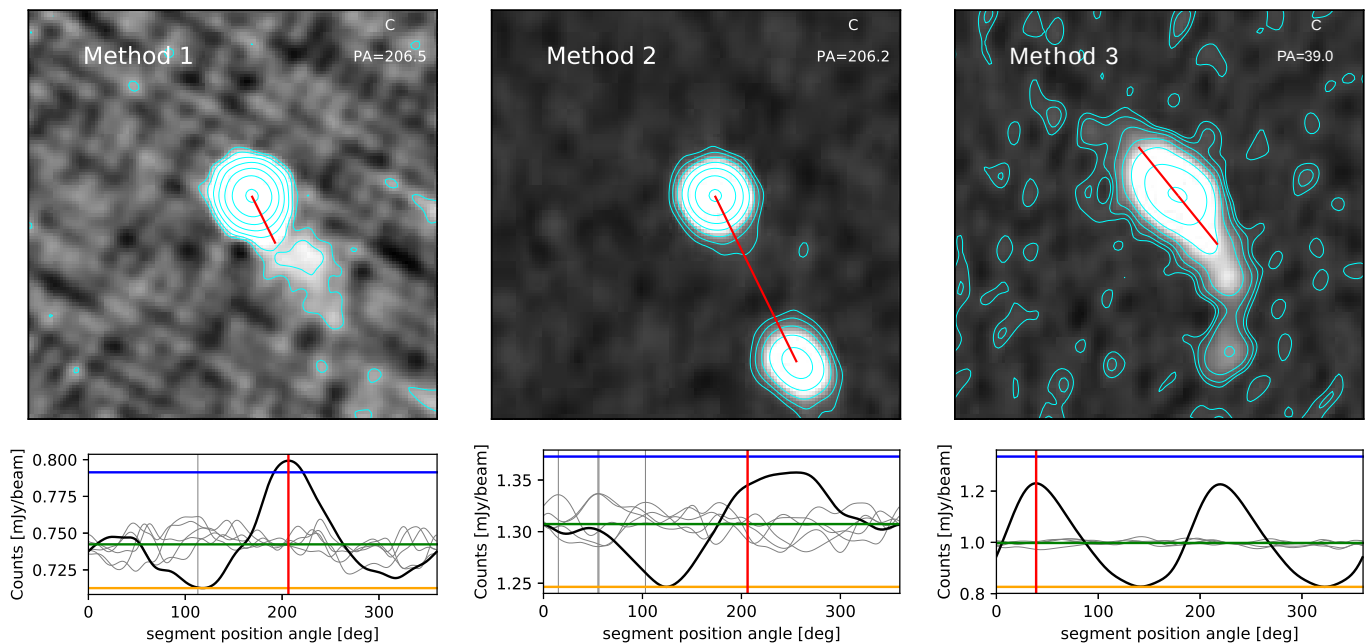 C
Method 1
PA=206.5
C
Method 2
PA=206.2
C
Method 3
PA=39.0
Counts [mJy/beam]
0.800
0.775
0.750
0.725
0 100 200 300
segment position angle [deg]
Counts [mJy/beam]
1.35
1.30
1.25
0 100 200 300
segment position angle [deg]
Counts [mJy/beam]
1.2
1.0
0.8
0 100 200 300
segment position angle [deg]